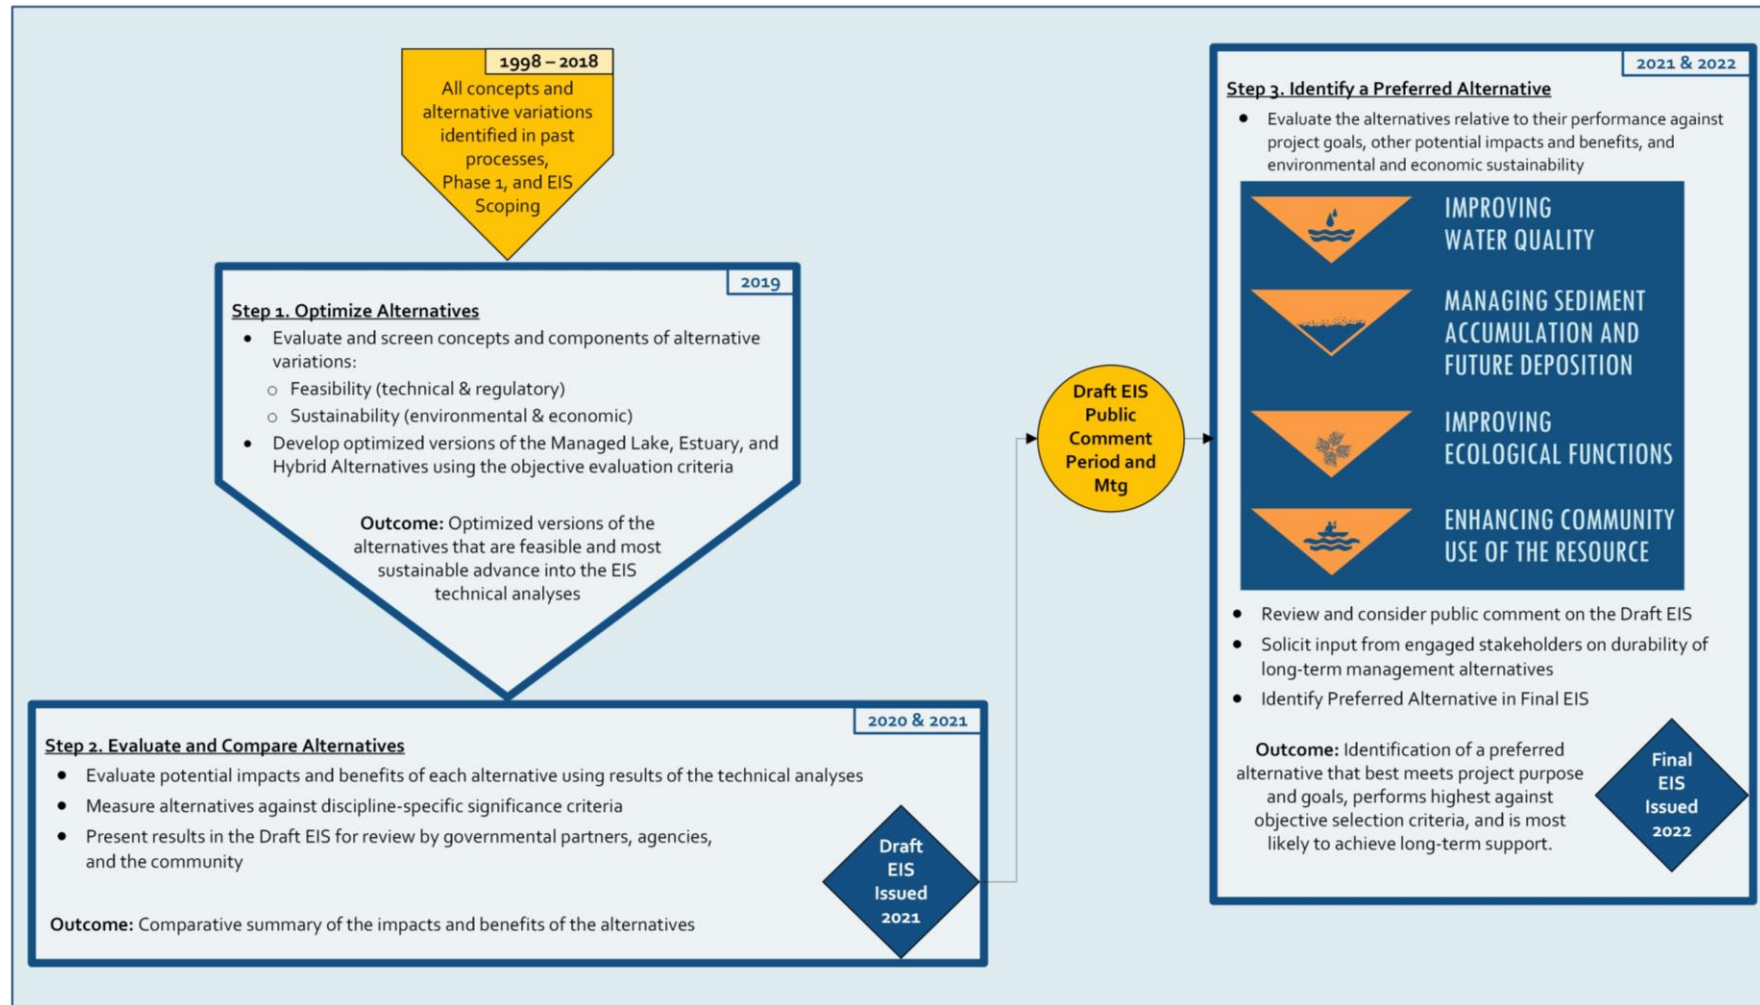 1998 – 2018
All concepts and
alternative variations
identified in past
processes,
Phase 1, and EIS
Scoping
2019
Step 1. Optimize Alternatives
● Evaluate and screen concepts and components of alternative
variations:
○ Feasibility (technical & regulatory)
○ Sustainability (environmental & economic)
● Develop optimized versions of the Managed Lake, Estuary, and
Hybrid Alternatives using the objective evaluation criteria
Outcome: Optimized versions of the
alternatives that are feasible and most
sustainable advance into the EIS
technical analyses
2020 & 2021
Step 2. Evaluate and Compare Alternatives
● Evaluate potential impacts and benefits of each alternative using results of the technical analyses
● Measure alternatives against discipline-specific significance criteria
● Present results in the Draft EIS for review by governmental partners, agencies,
and the community
Outcome: Comparative summary of the impacts and benefits of the alternatives
Draft
EIS
Issued
2021
Draft EIS
Public
Comment
Period and
Mtg
2021 & 2022
Step 3. Identify a Preferred Alternative
● Evaluate the alternatives relative to their performance against
project goals, other potential impacts and benefits, and
environmental and economic sustainability
IMPROVING
WATER QUALITY
MANAGING SEDIMENT
ACCUMULATION AND
FUTURE DEPOSITION
IMPROVING
ECOLOGICAL FUNCTIONS
ENHANCING COMMUNITY
USE OF THE RESOURCE
● Review and consider public comment on the Draft EIS
● Solicit input from engaged stakeholders on durability of
long-term management alternatives
● Identify Preferred Alternative in Final EIS
Outcome: Identification of a preferred
alternative that best meets project purpose
and goals, performs highest against
objective selection criteria, and is most
likely to achieve long-term support.
Final
EIS
Issued
2022